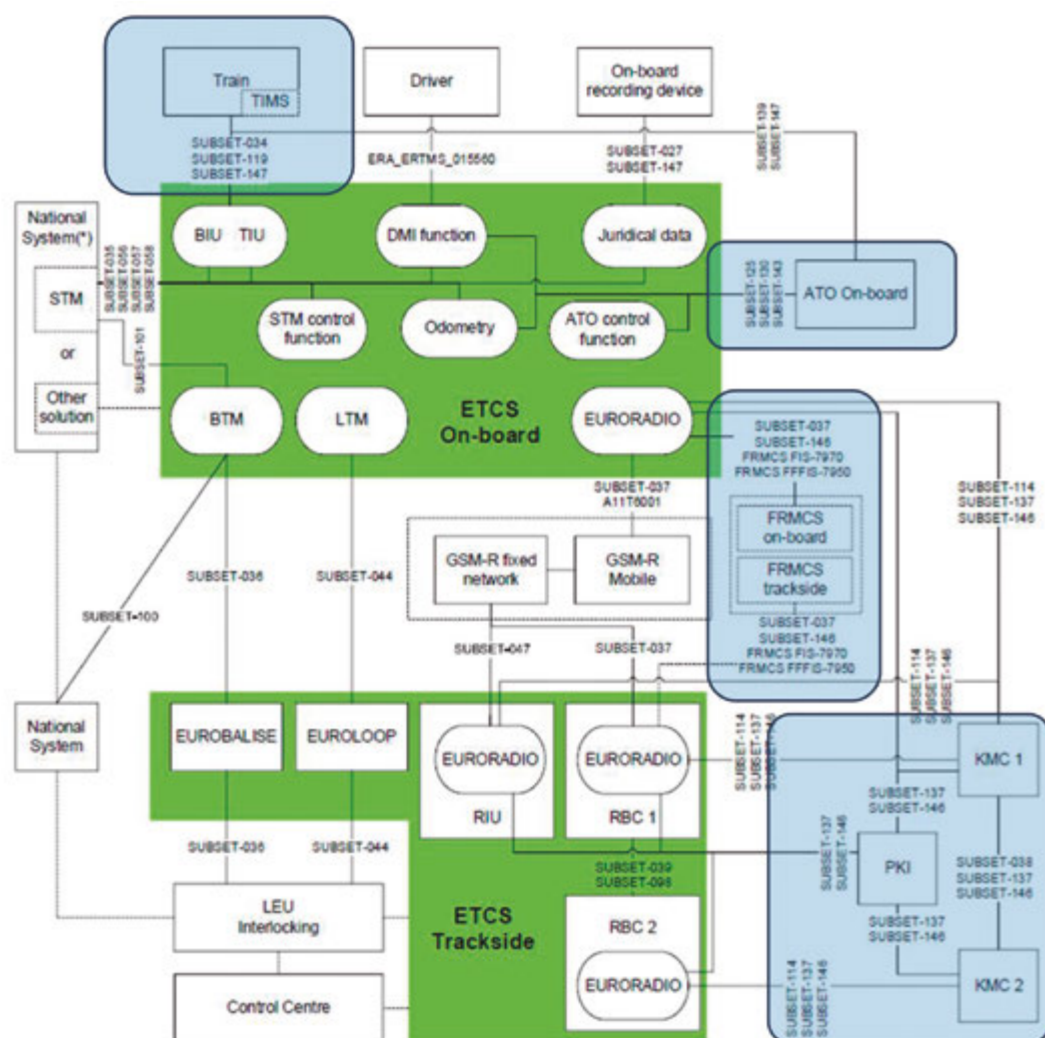 Train
TIMS
Driver
On-board
recording device
SUBSET-034
SUBSET-119
SUBSET-147
ERA_ERTMS_015560
SUBSET-027
SUBSET-147
SUBSET-139
SUBSET-147
National
System(*)
STM
or
Other
solution
SUBSET-035
SUBSET-056
SUBSET-057
SUBSET-058
SUBSET-101
BIU TIU
DMI function
Juridical data
STM control
function
Odometry
ATO control
function
SUBSET-125
SUBSET-130
SUBSET-143
ATO On-board
BTM
LTM
ETCS
On-board
EURORADIO
SUBSET-037
SUBSET-146
FRMCS FIS-7970
FRMCS FFFIS-7950
SUBSET-037
A11T6001
SUBSET-114
SUBSET-137
SUBSET-146
FRMCS
on-board
FRMCS
trackside
SUBSET-037
SUBSET-146
FRMCS FIS-7970
FRMCS FFFIS-7950
GSM-R fixed
network
GSM-R
Mobile
SUBSET-036
SUBSET-044
SUBSET-100
SUBSET-047
SUBSET-037
SUBSET-114
SUBSET-137
SUBSET-146
National
System
EUROBALISE
EUROLOOP
EURORADIO
RIU
EURORADIO
RBC 1
SUBSET-114
SUBSET-137
SUBSET-146
KMC 1
SUBSET-137
SUBSET-146
SUBSET-036
SUBSET-044
SUBSET-039
SUBSET-098
SUBSET-137
SUBSET-146
PKI
SUBSET-038
SUBSET-137
SUBSET-146
SUBSET-137
SUBSET-146
LEU
Interlocking
ETCS
Trackside
RBC 2
EURORADIO
SUBSET-114
SUBSET-137
SUBSET-146
KMC 2
Control Centre